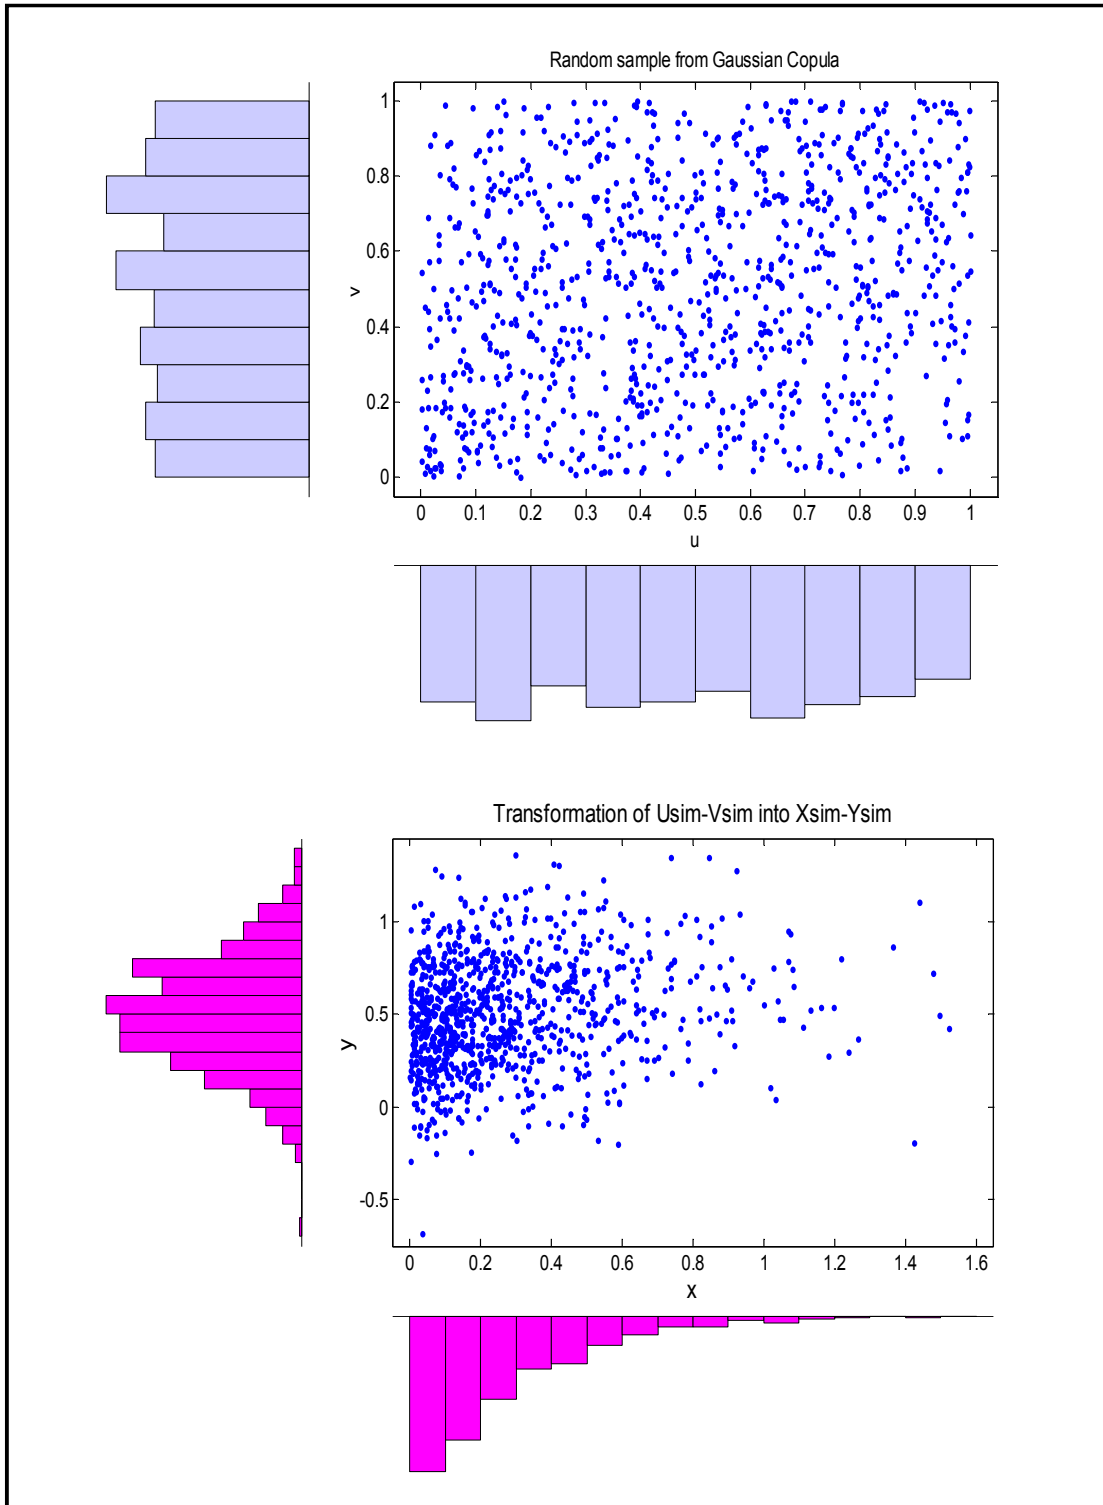 Random sample from Gaussian Copula
1
0.8
0.6
v
0.4
0.2
0
0 0.1 0.2 0.3 0.4 0.5 0.6 0.7 0.8 0.9 1
u
Transformation of Usim-Vsim into Xsim-Ysim
1
0.5
y
0
-0.5
0 0.2 0.4 0.6 0.8 1 1.2 1.4 1.6
x